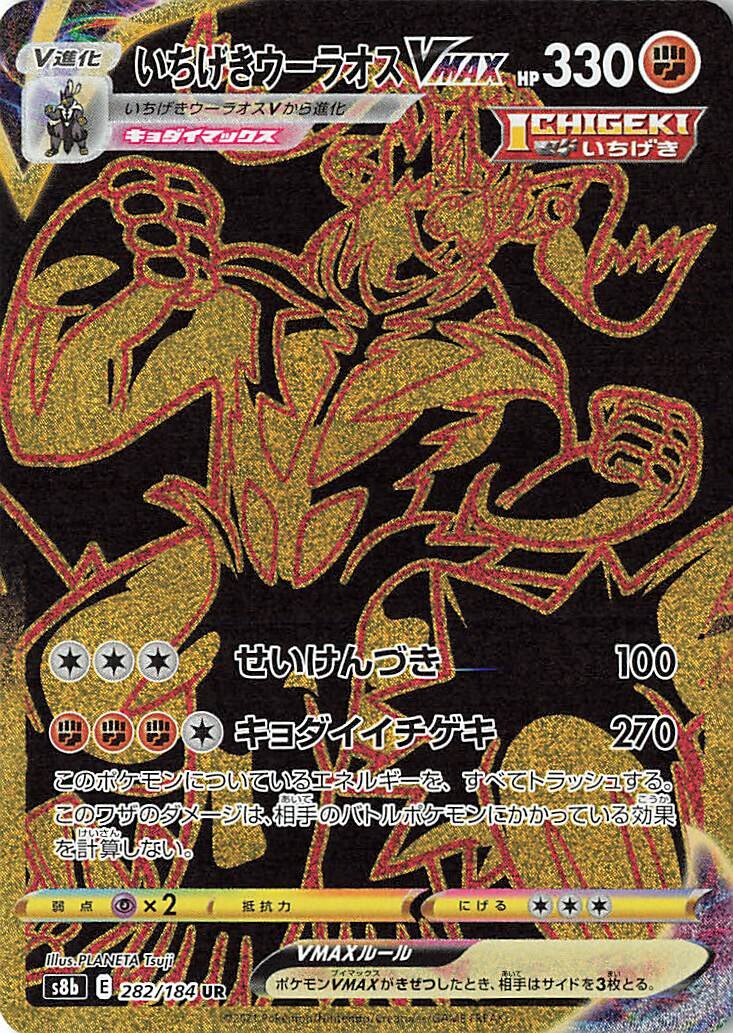 V進化
いちげきウーラオスVMAX HP330
いちげきウーラオスVから進化
キョダイマックス
ICHIGEKI
いちげき
せいけんづき 100
キョダイイチゲキ 270
このポケモンについているエネルギーを、すべてトラッシュする。
このワザのダメージは、相手のバトルポケモンにかかっている効果
を計算しない。
弱点 ×2 抵抗力 にげる
Illus. PLANETA Tsuji
VMAXルール
ポケモンVMAXがきぜつしたとき、相手はサイドを3枚とる。
s8b E 282/184 UR
©2021 Pokémon/Nintendo/Creatures/GAME FREAK.